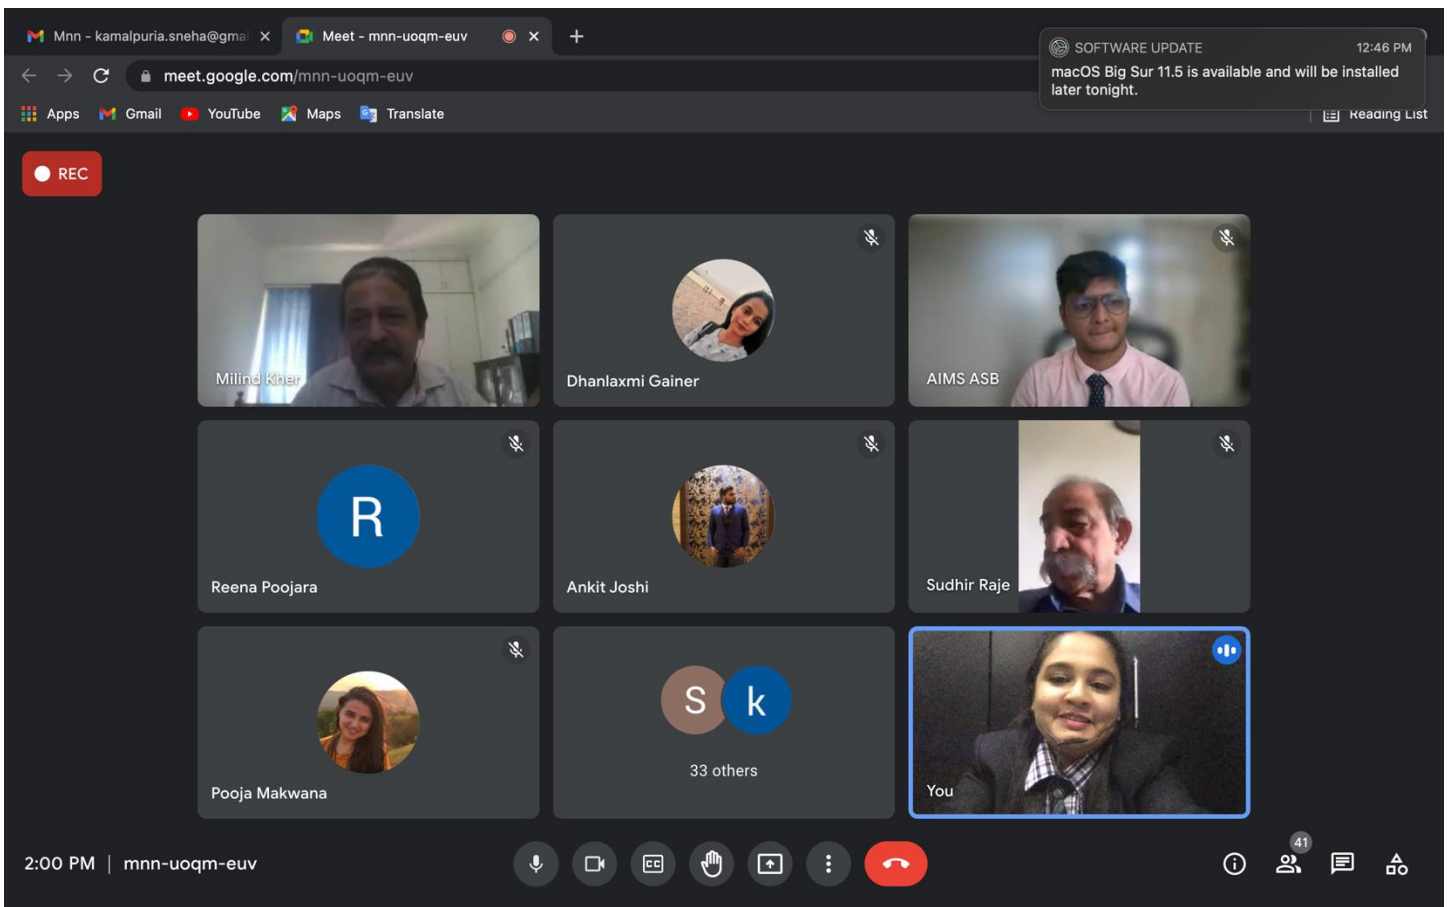 Mnn - kamalpuria.sneha@gmai
Meet - mnn-uoqm-euv
SOFTWARE UPDATE 12:46 PM
macOS Big Sur 11.5 is available and will be installed
later tonight.
meet.google.com/mnn-uoqm-euv
Apps Gmail YouTube Maps Translate
Reading List
REC
Milind Kher
Dhanlaxmi Gainer
AIMS ASB
R
Reena Poojara
Ankit Joshi
Sudhir Raje
Pooja Makwana
S k
33 others
You
41
2:00 PM | mnn-uoqm-euv
CC